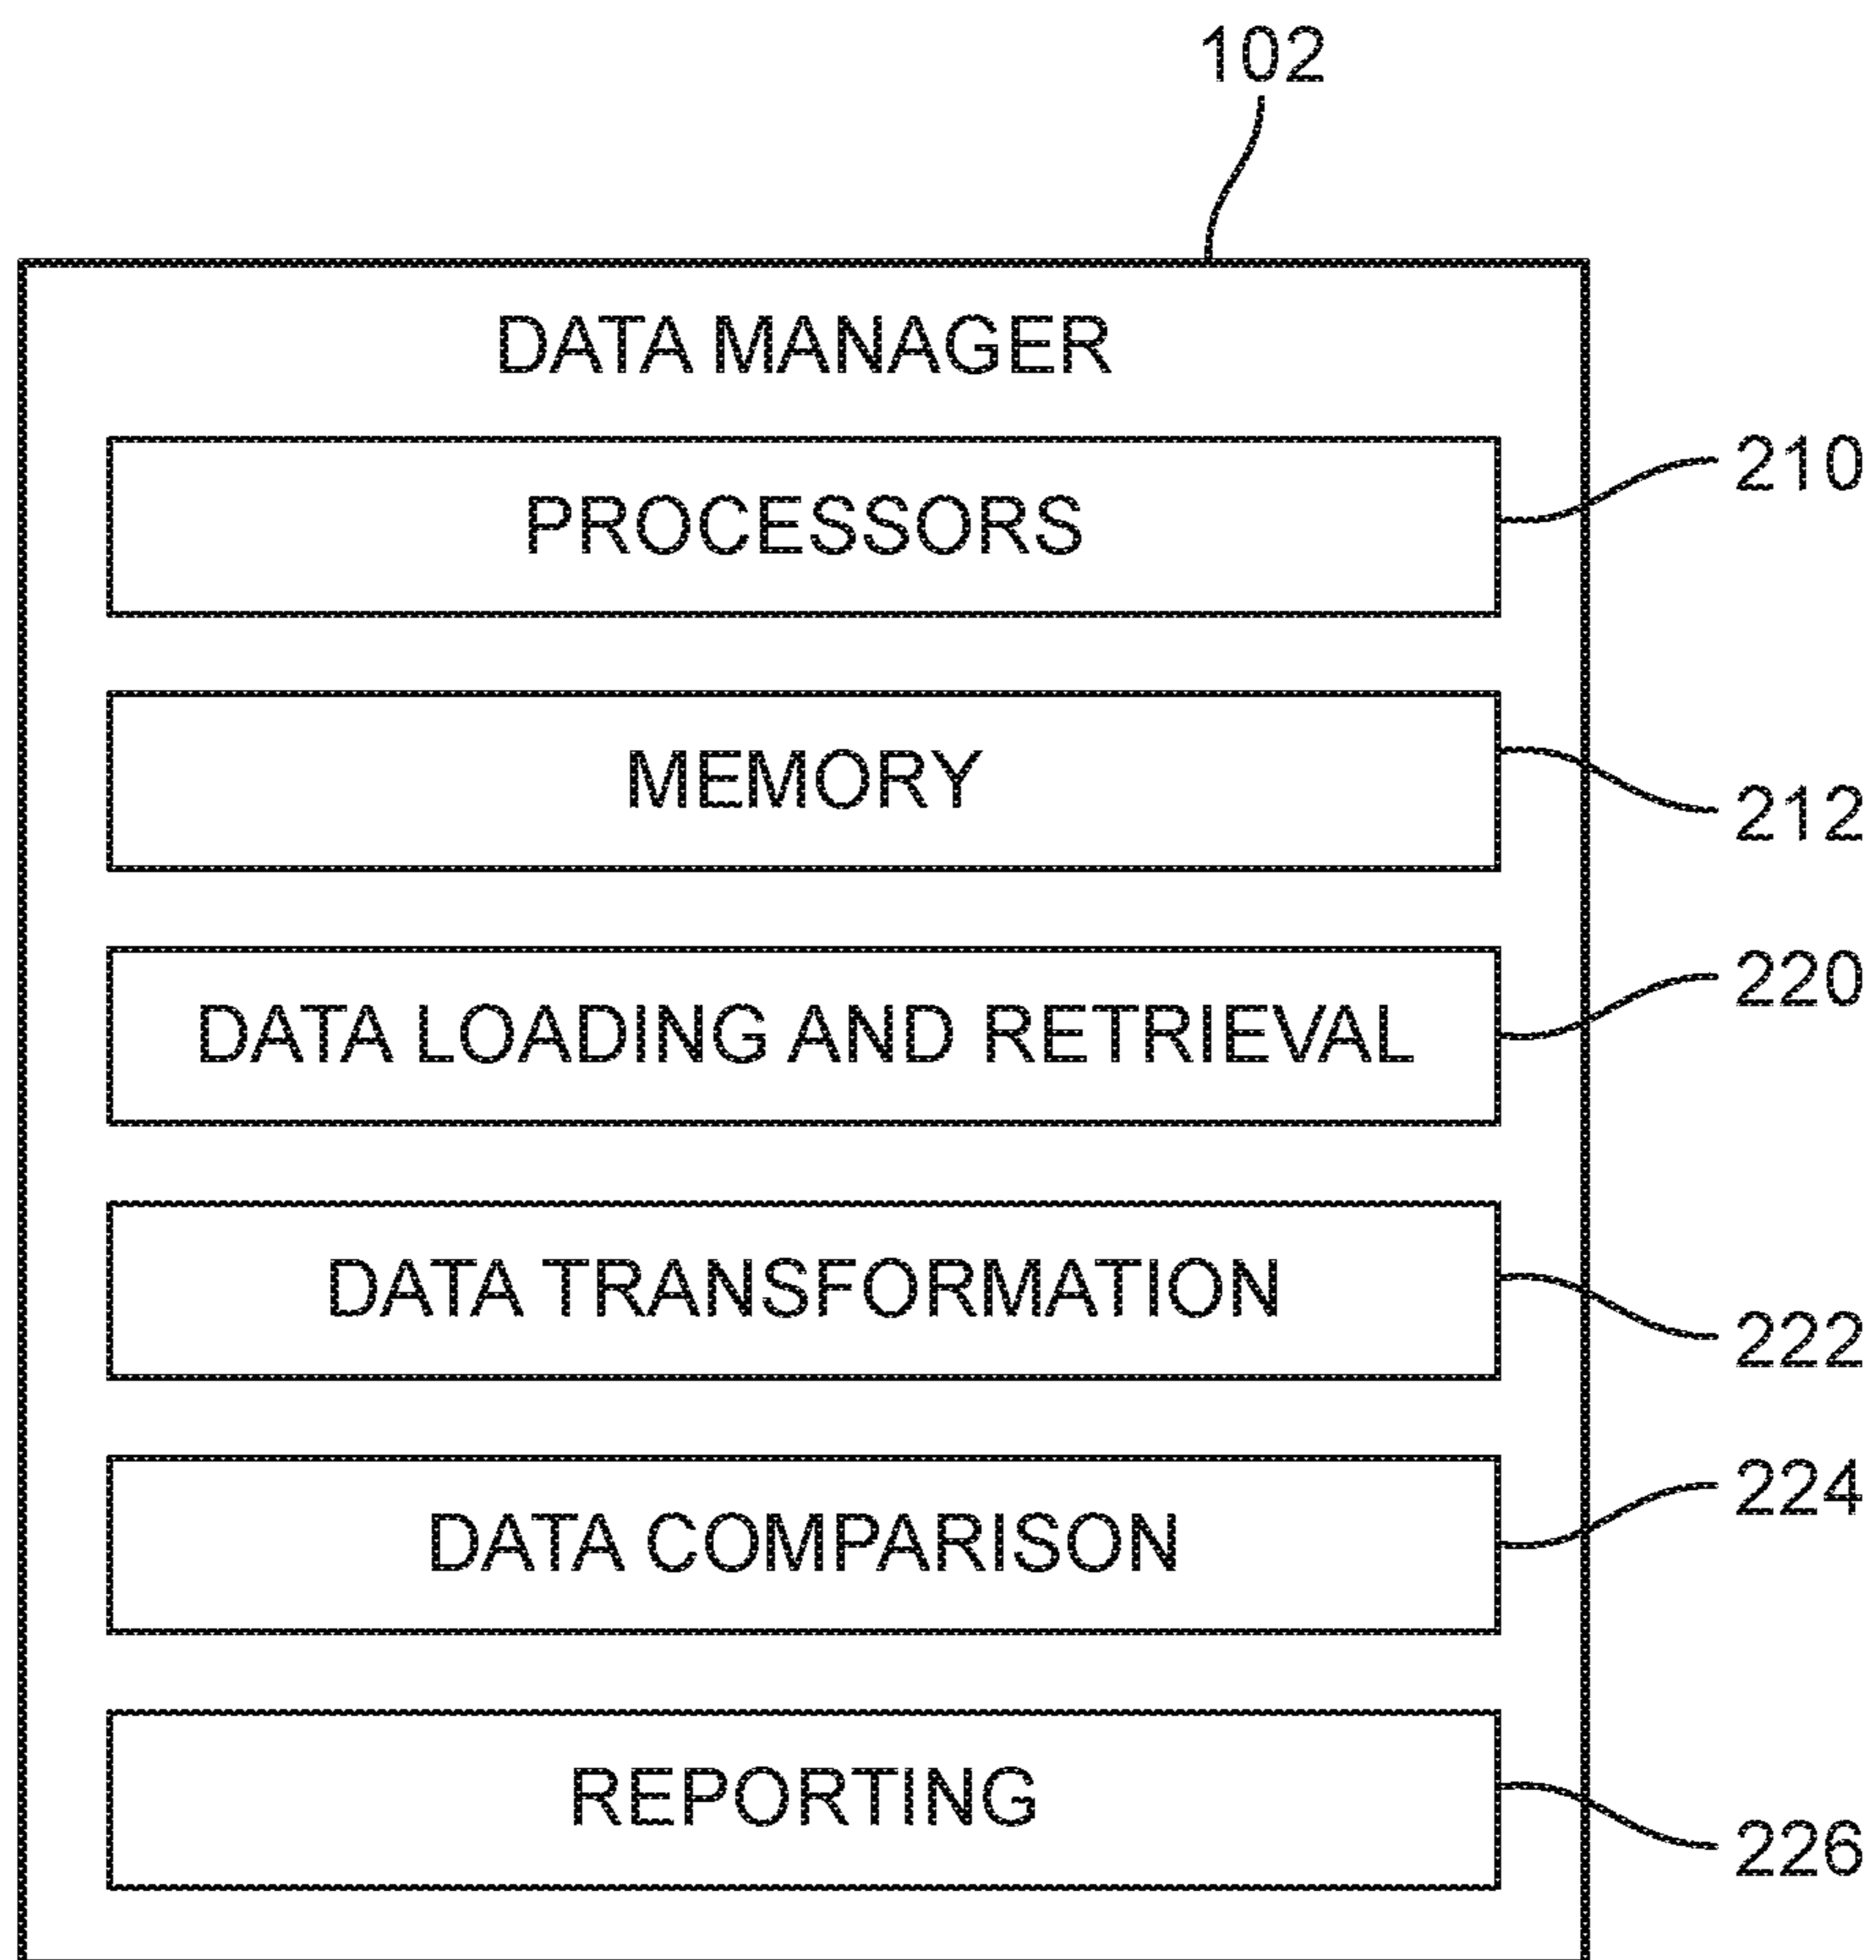 102
DATA MANAGER
PROCESSORS
210
MEMORY
212
DATA LOADING AND RETRIEVAL
220
DATA TRANSFORMATION
222
DATA COMPARISON
224
REPORTING
226